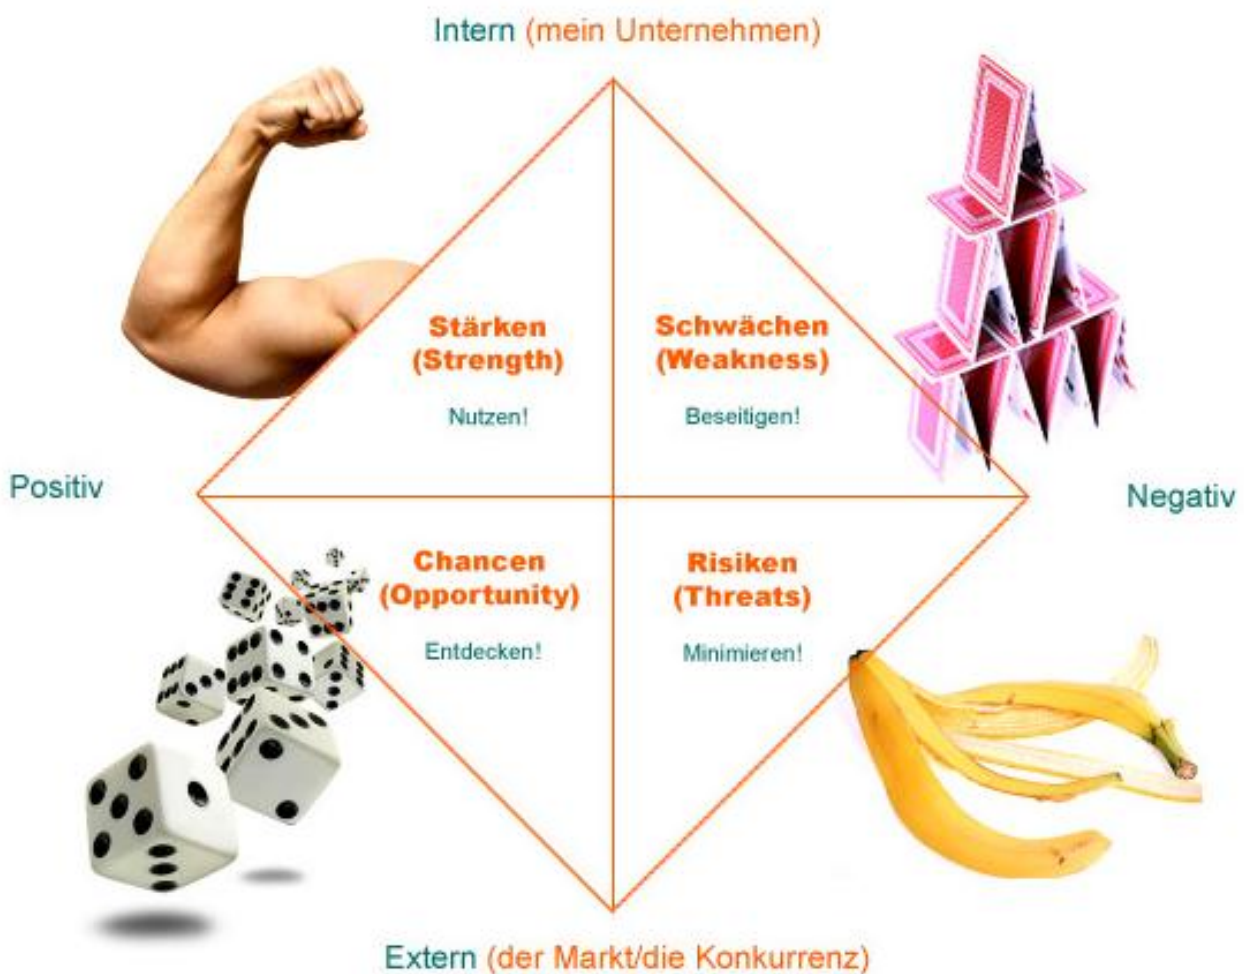 Intern (mein Unternehmen)
Stärken
(Strength)
Nutzen!
Schwächen
(Weakness)
Beseitigen!
Positiv
Negativ
Chancen
(Opportunity)
Entdecken!
Risiken
(Threats)
Minimieren!
Extern (der Markt/die Konkurrenz)